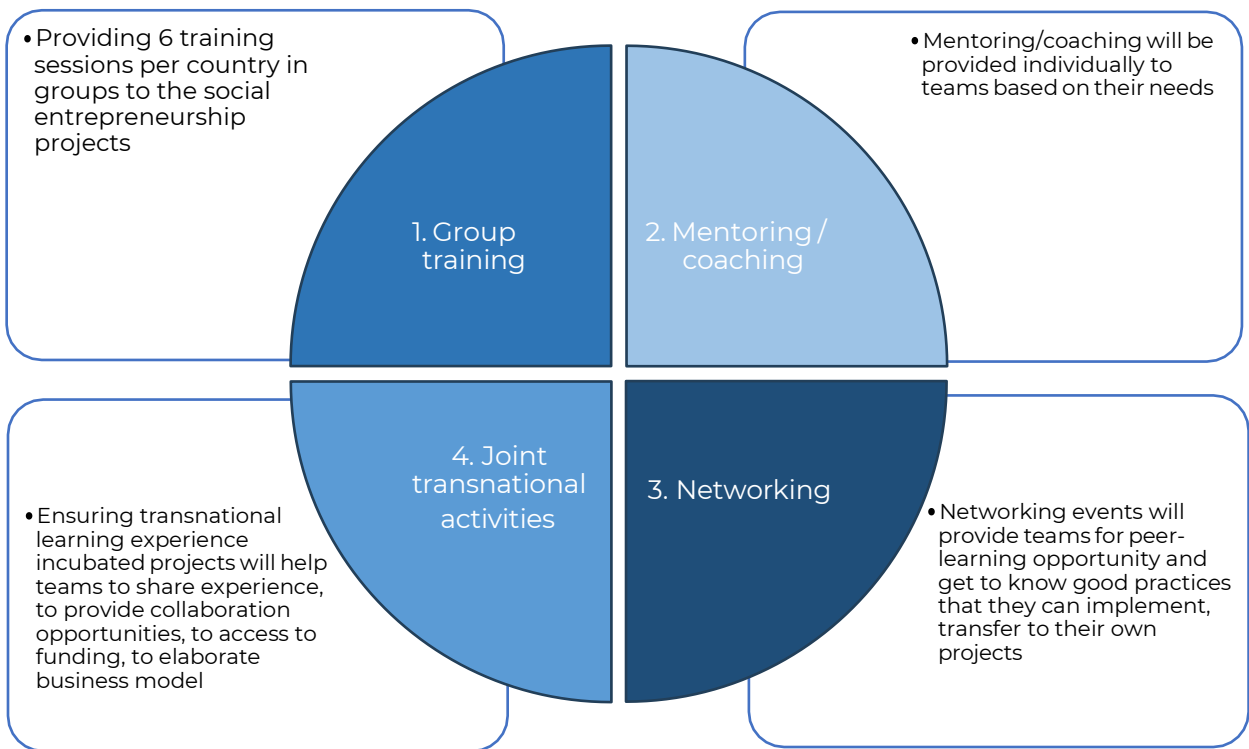 •Providing 6 training
sessions per country in
groups to the social
entrepreneurship
projects
1. Group
training
2. Mentoring /
coaching
•Mentoring/coaching will be
provided individually to
teams based on their needs
•Ensuring transnational
learning experience
incubated projects will help
teams to share experience,
to provide collaboration
opportunities, to access to
funding, to elaborate
business model
4. Joint
transnational
activities
3. Networking
•Networking events will
provide teams for peer-
learning opportunity and
get to know good practices
that they can implement,
transfer to their own
projects